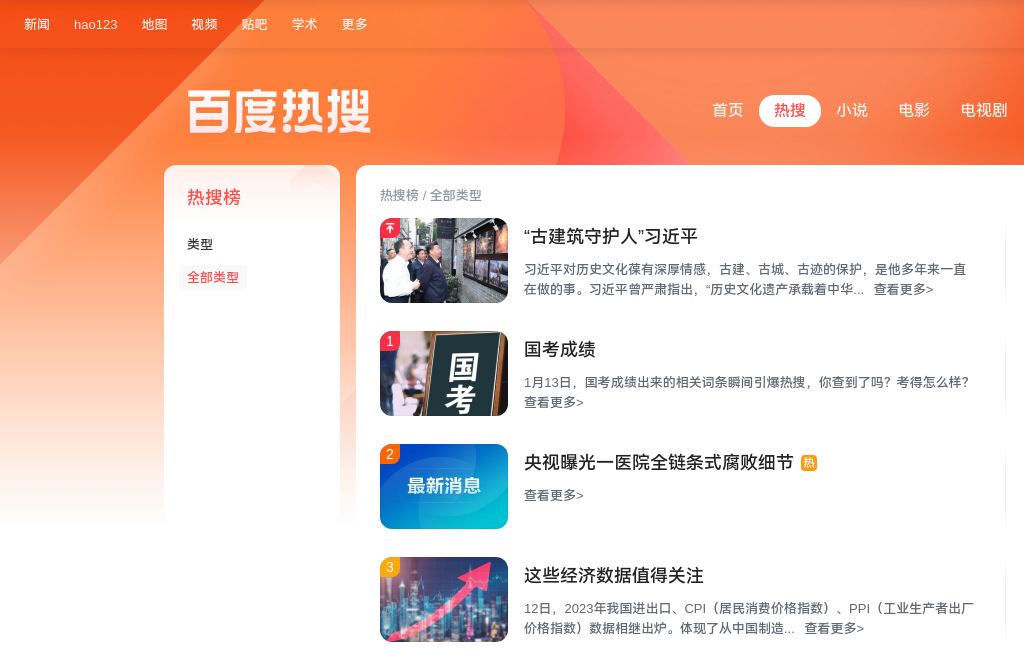 新闻 hao123 地图 视频 贴吧 学术 更多
百度热搜
首页 热搜 小说 电影 电视剧
热搜榜
类型
全部类型
热搜榜 / 全部类型
“古建筑守护人”习近平
习近平对历史文化葆有深厚情感，古建、古城、古迹的保护，是他多年来一直
在做的事。习近平曾严肃指出，“历史文化遗产承载着中华... 查看更多>
1
国考
国考成绩
1月13日，国考成绩出来的相关词条瞬间引爆热搜，你查到了吗？考得怎么样？
查看更多>
2
最新消息
央视曝光一医院全链条式腐败细节 热
查看更多>
3
这些经济数据值得关注
12日，2023年我国进出口、CPI（居民消费价格指数）、PPI（工业生产者出厂
价格指数）数据相继出炉。体现了从中国制造... 查看更多>